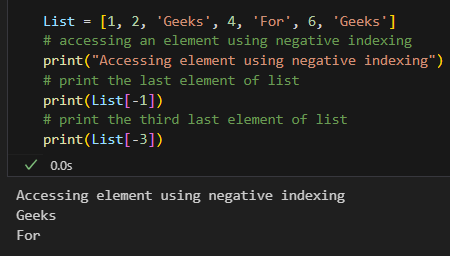 List = [1, 2, 'Geeks', 4, 'For', 6, 'Geeks']
# accessing an element using negative indexing
print("Accessing element using negative indexing")
# print the last element of list
print(List[-1])
# print the third last element of list
print(List[-3])
✓ 0.0s
Accessing element using negative indexing
Geeks
For